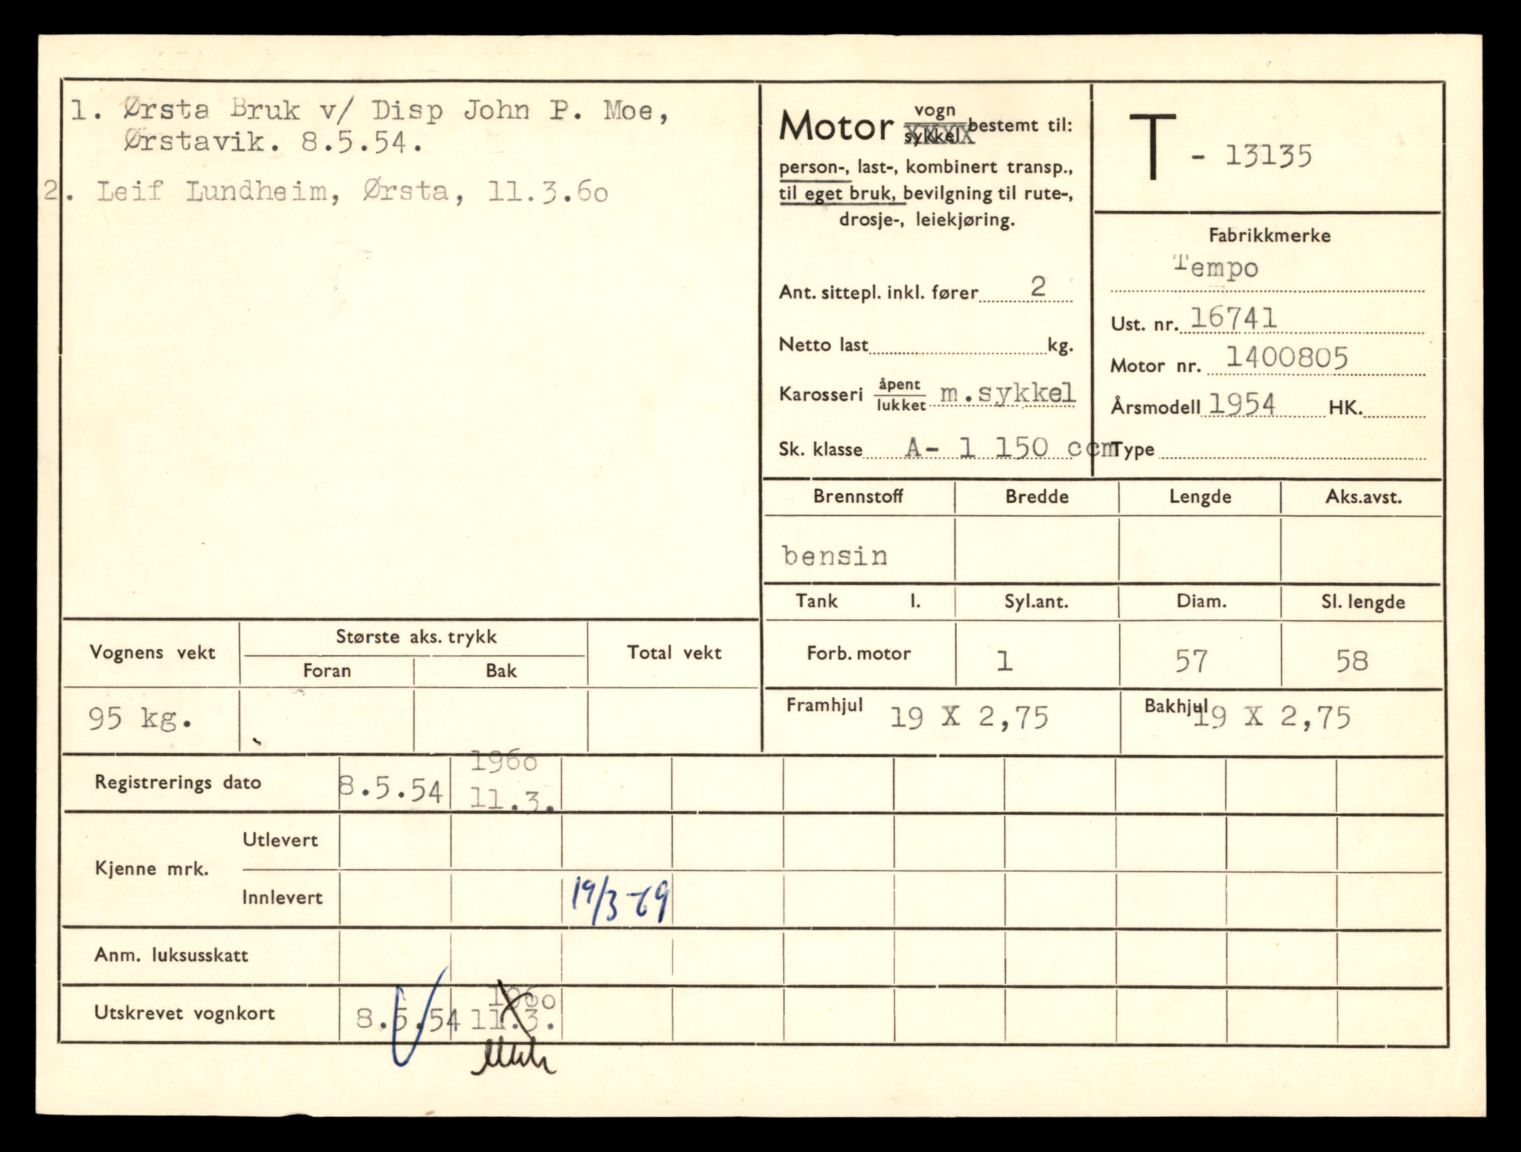 1. Ørsta Bruk v/ Disp John P. Moe,
Ørstavik. 8.5.54.
2. Leif Lundheim, Ørsta, 11.3.60
Motor vogn
sykkel bestemt til:
person-, last-, kombinert transp.,
til eget bruk, bevilgning til rute-,
drosje-, leiekjøring.
Ant. sittepl. inkl. fører 2
Netto last kg.
Karosseri åpent
lukket m.sykkel
Sk. klasse A- 1 150 ccm
T - 13135
Fabrikkmerke
Tempo
Ust. nr. 16741
Motor nr. 1400805
Årsmodell 1954 HK.
Type
Brennstoff Bredde Lengde Aks.avst.
bensin
Tank l. Syl.ant. Diam. Sl. lengde
Forb. motor 1 57 58
Framhjul 19 X 2,75 Bakhjul 19 X 2,75
Vognens vekt Største aks. trykk Total vekt
Foran Bak
95 kg.
Registrerings dato 8.5.54 1960
11.3.
Kjenne mrk. Utlevert
Innlevert 19/3-69
Anm. luksusskatt
Utskrevet vognkort 8.5.54 1960
11.3.